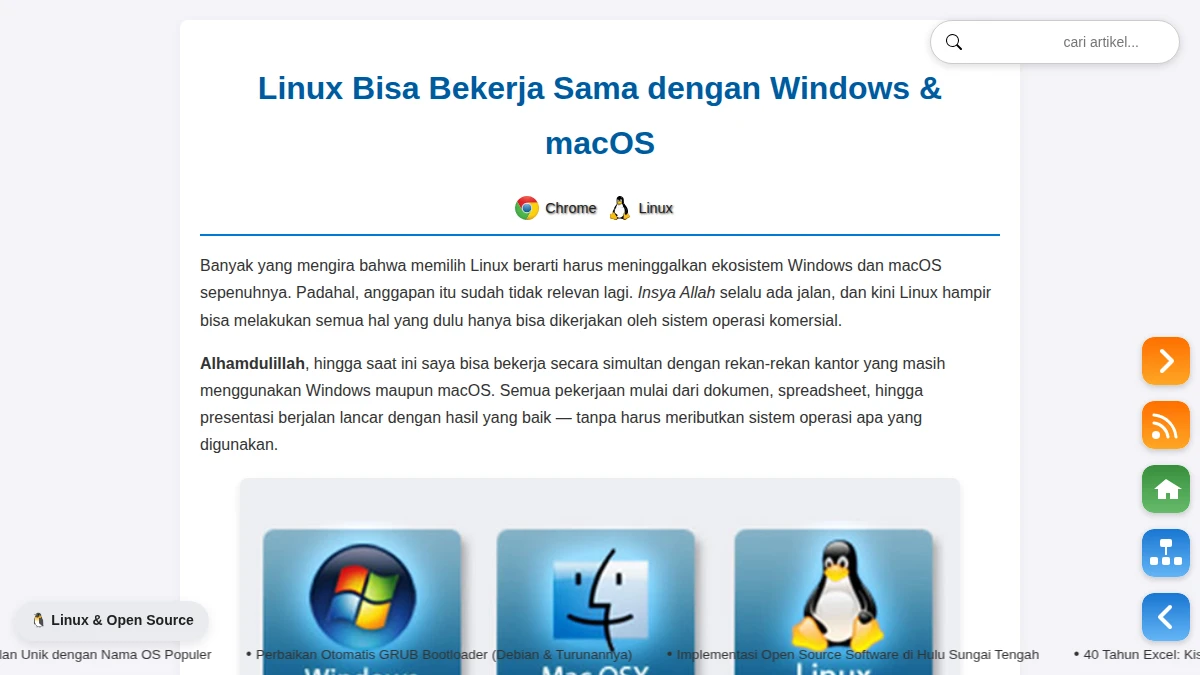 cari artikel...
Linux Bisa Bekerja Sama dengan Windows &
macOS
Chrome Linux
Banyak yang mengira bahwa memilih Linux berarti harus meninggalkan ekosistem Windows dan macOS
sepenuhnya. Padahal, anggapan itu sudah tidak relevan lagi. Insya Allah selalu ada jalan, dan kini Linux hampir
bisa melakukan semua hal yang dulu hanya bisa dikerjakan oleh sistem operasi komersial.
Alhamdulillah, hingga saat ini saya bisa bekerja secara simultan dengan rekan-rekan kantor yang masih
menggunakan Windows maupun macOS. Semua pekerjaan mulai dari dokumen, spreadsheet, hingga
presentasi berjalan lancar dengan hasil yang baik — tanpa harus meributkan sistem operasi apa yang
digunakan.
Linux & Open Source
lan Unik dengan Nama OS Populer • Perbaikan Otomatis GRUB Bootloader (Debian & Turunannya) • Implementasi Open Source Software di Hulu Sungai Tengah • 40 Tahun Excel: Kis
Windows Mac OSX Linux